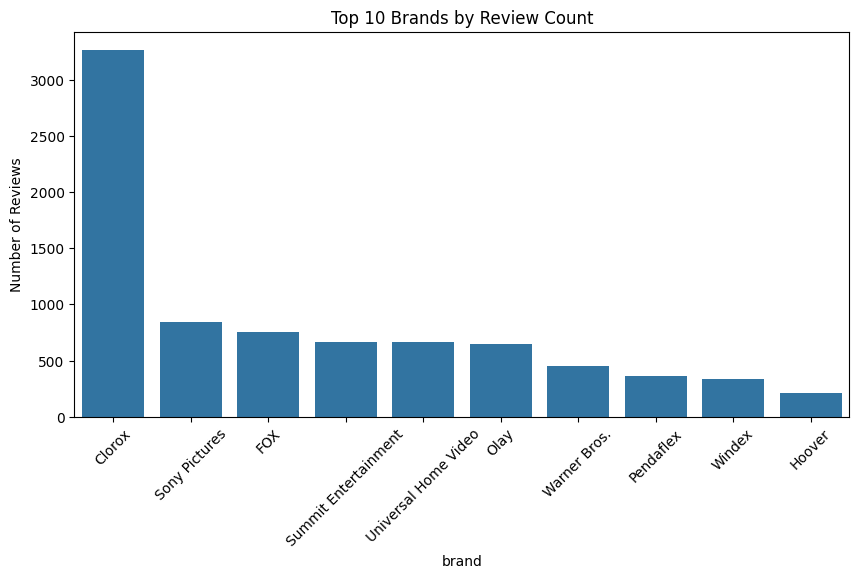 Top 10 Brands by Review Count
Number of Reviews
3000
2500
2000
1500
1000
500
0
Clorox
Sony Pictures
FOX
Summit Entertainment
Universal Home Video
Olay
Warner Bros.
Pendaflex
Windex
Hoover
brand